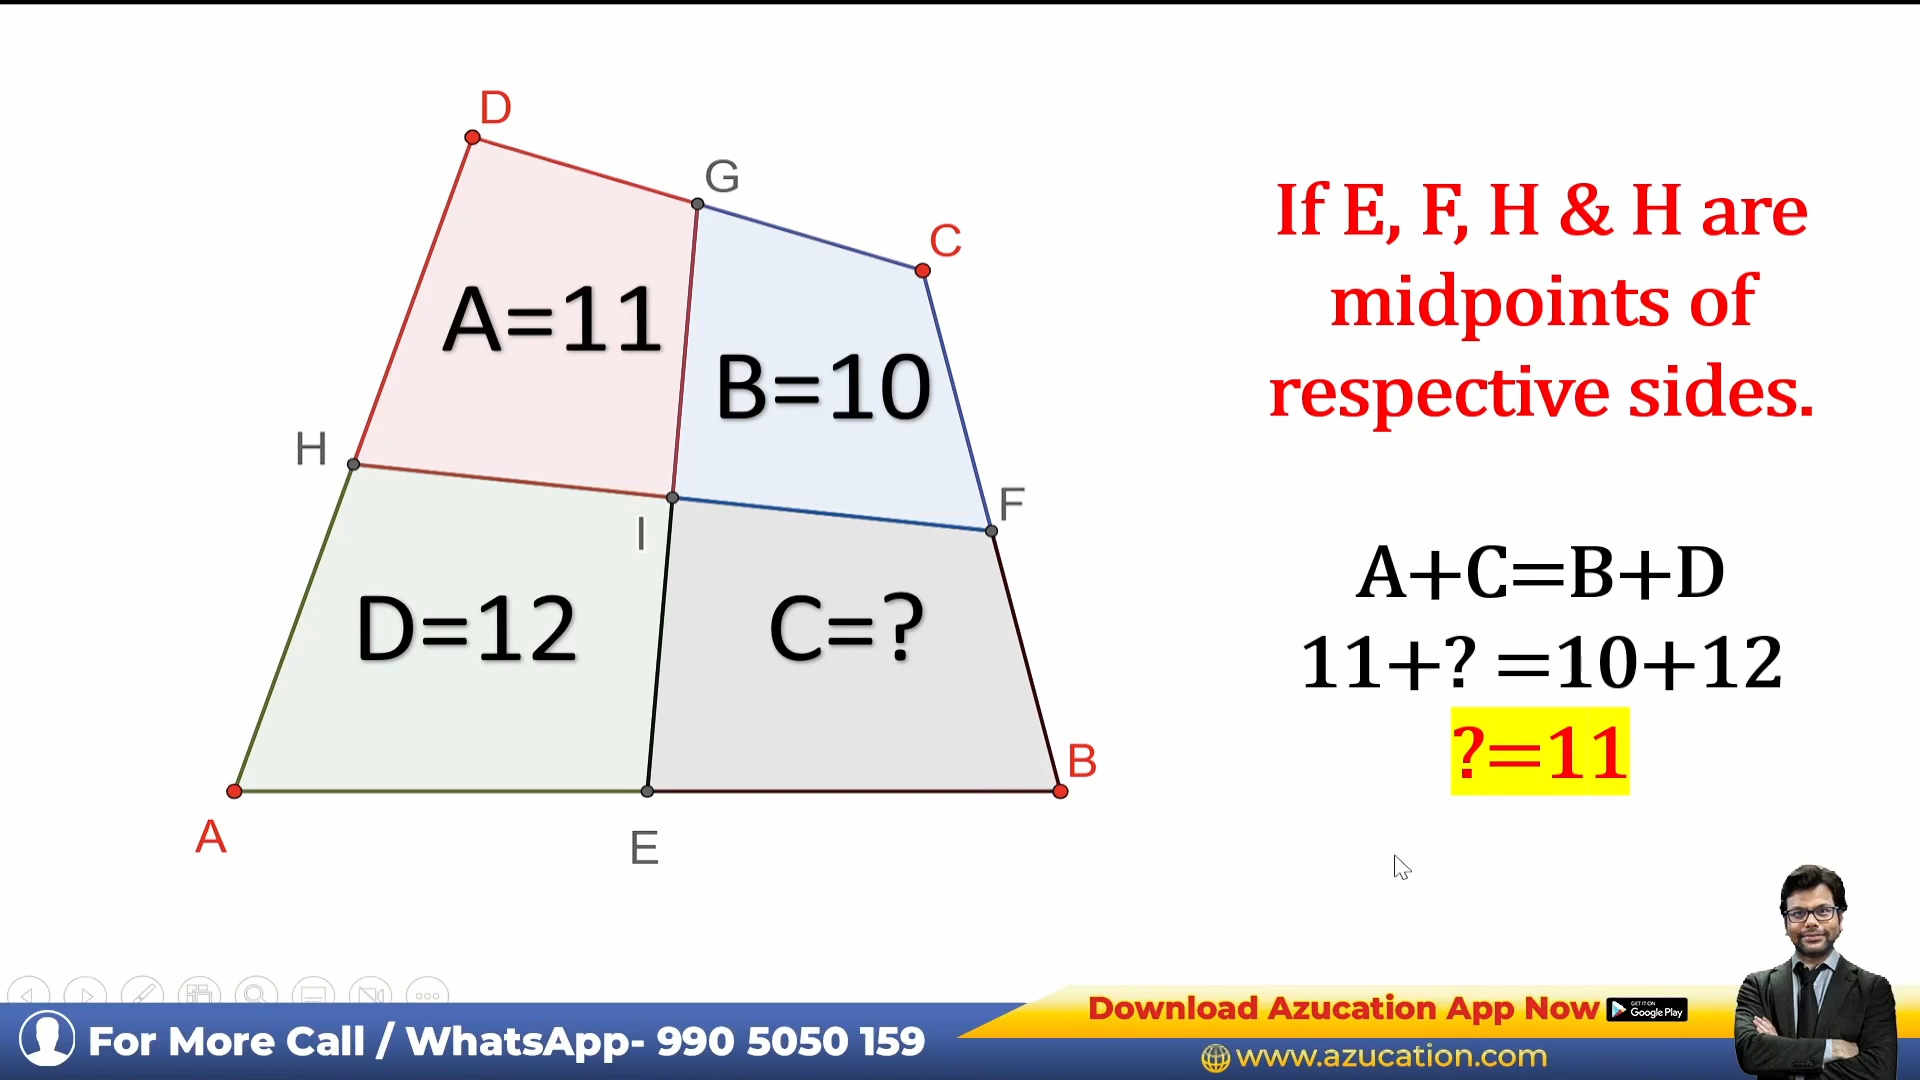 D
G
C
A=11
B=10
H
F
I
D=12
C=?
B
A
E
If E, F, H & H are
midpoints of
respective sides.
A+C=B+D
11+? =10+12
?=11
For More Call / WhatsApp- 990 5050 159
Download Azucation App Now
GET IT ON
Google Play
www.azucation.com